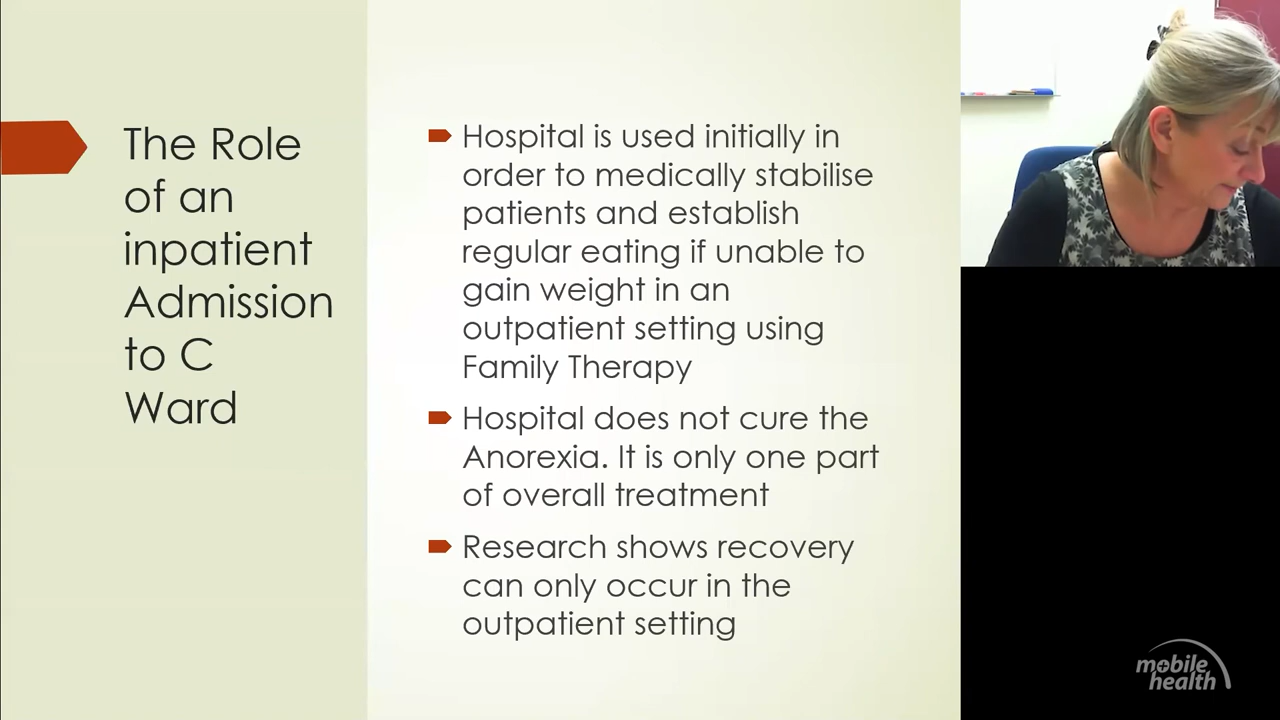 The Role
of an
inpatient
Admission
to C
Ward
Hospital is used initially in
order to medically stabilise
patients and establish
regular eating if unable to
gain weight in an
outpatient setting using
Family Therapy
Hospital does not cure the
Anorexia. It is only one part
of overall treatment
Research shows recovery
can only occur in the
outpatient setting
mobile
health